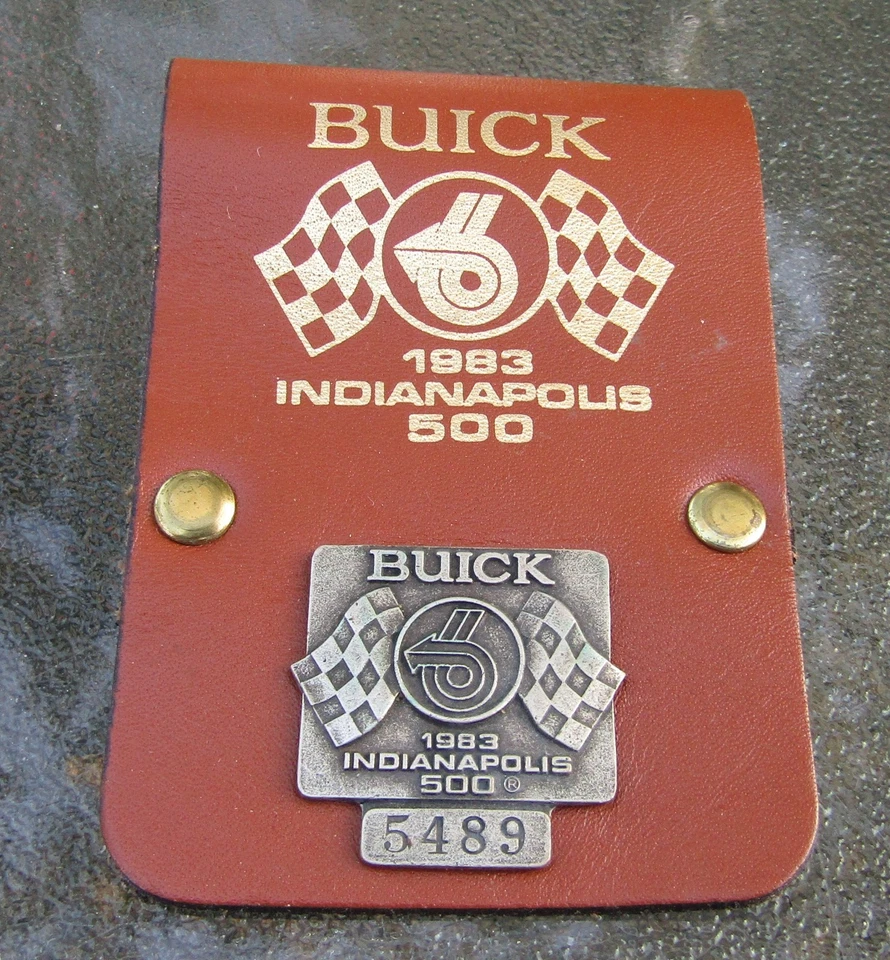 BUICK
1983
INDIANAPOLIS
500
BUICK
1983
INDIANAPOLIS
500®
5489